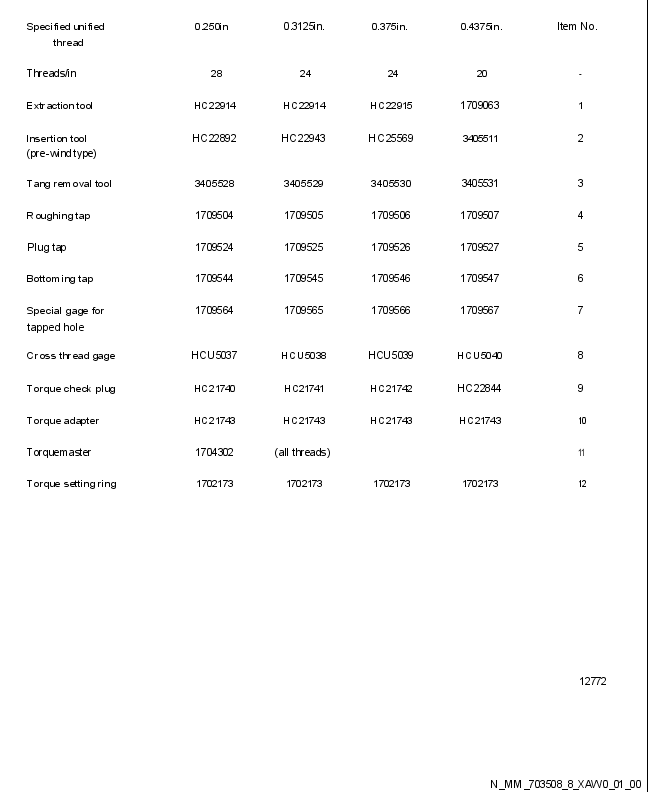 Specified unified 0.250in 0.3125in. 0.375in. 0.4375in. Item No.
thread
Threads/in 28 24 24 20 -
Extraction tool HC22914 HC22914 HC22915 1709063 1
Insertion tool HC22892 HC22943 HC25569 3405511 2
(pre-wind type)
Tang removal tool 3405528 3405529 3405530 3405531 3
Roughing tap 1709504 1709505 1709506 1709507 4
Plug tap 1709524 1709525 1709526 1709527 5
Bottoming tap 1709544 1709545 1709546 1709547 6
Special gage for 1709564 1709565 1709566 1709567 7
tapped hole
Cross thread gage HCU5037 HCU5038 HCU5039 HCU5040 8
Torque check plug HC21740 HC21741 HC21742 HC22844 9
Torque adapter HC21743 HC21743 HC21743 HC21743 10
Torquemaster 1704302 (all threads) 11
Torque setting ring 1702173 1702173 1702173 1702173 12
12772
N_MM_703508_8_XAW0_01_00